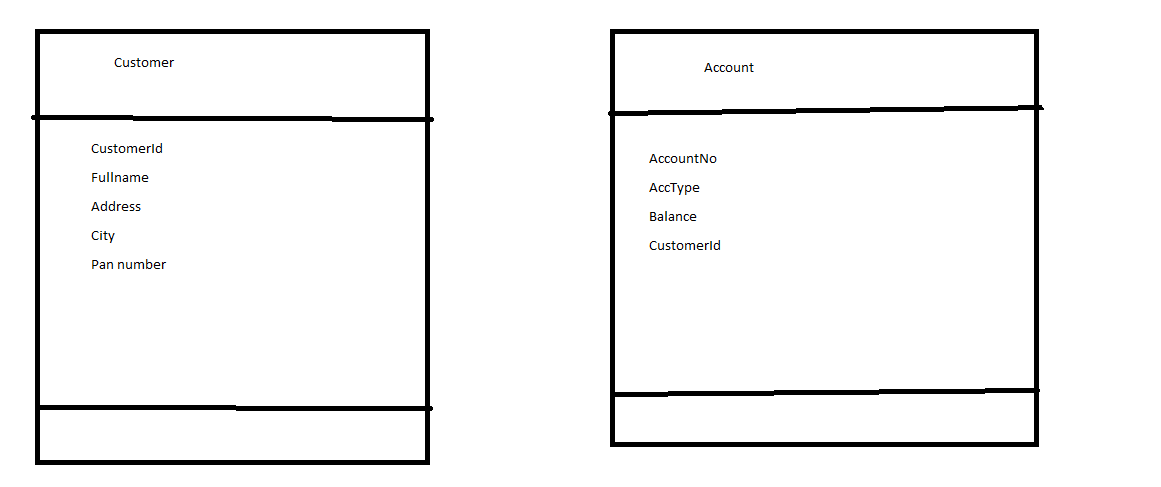 Customer
CustomerId
Fullname
Address
City
Pan number
Account
AccountNo
AccType
Balance
CustomerId